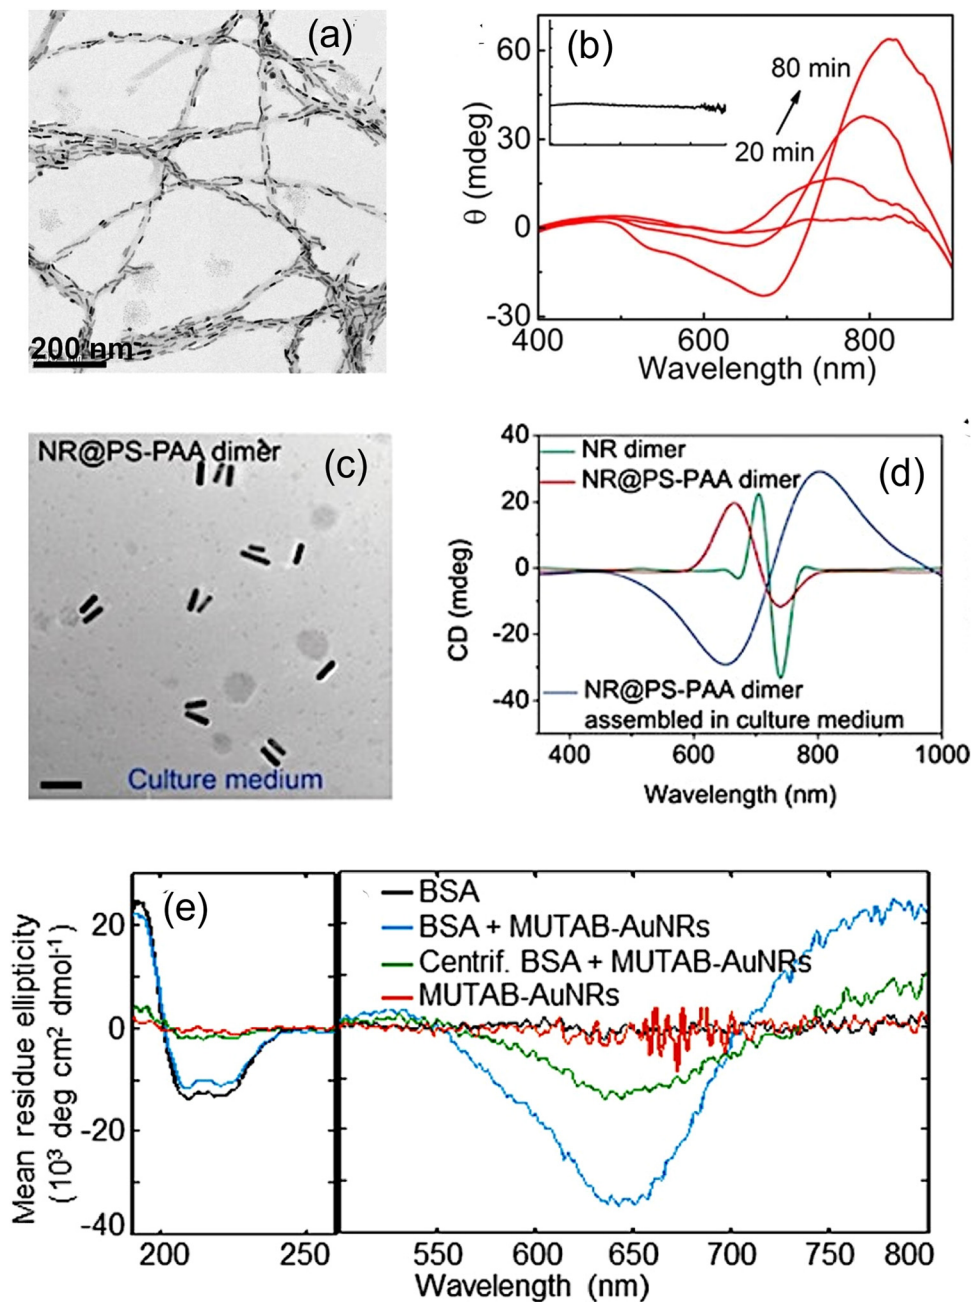 (a)
200 nm
(b)
80 min
20 min
60
30
0
-30
θ (mdeg)
400
600
800
Wavelength (nm)
NR@PS-PAA dimer
(c)
Culture medium
(d)
NR dimer
NR@PS-PAA dimer
NR@PS-PAA dimer
assembled in culture medium
40
20
0
-20
-40
CD (mdeg)
400
600
800
1000
Wavelength (nm)
(e)
BSA
BSA + MUTAB-AuNRs
Centrif. BSA + MUTAB-AuNRs
MUTAB-AuNRs
20
0
-20
-40
Mean residue ellipticity
(10³ deg cm² dmol⁻¹)
200
250
550
600
650
700
750
800
Wavelength (nm)